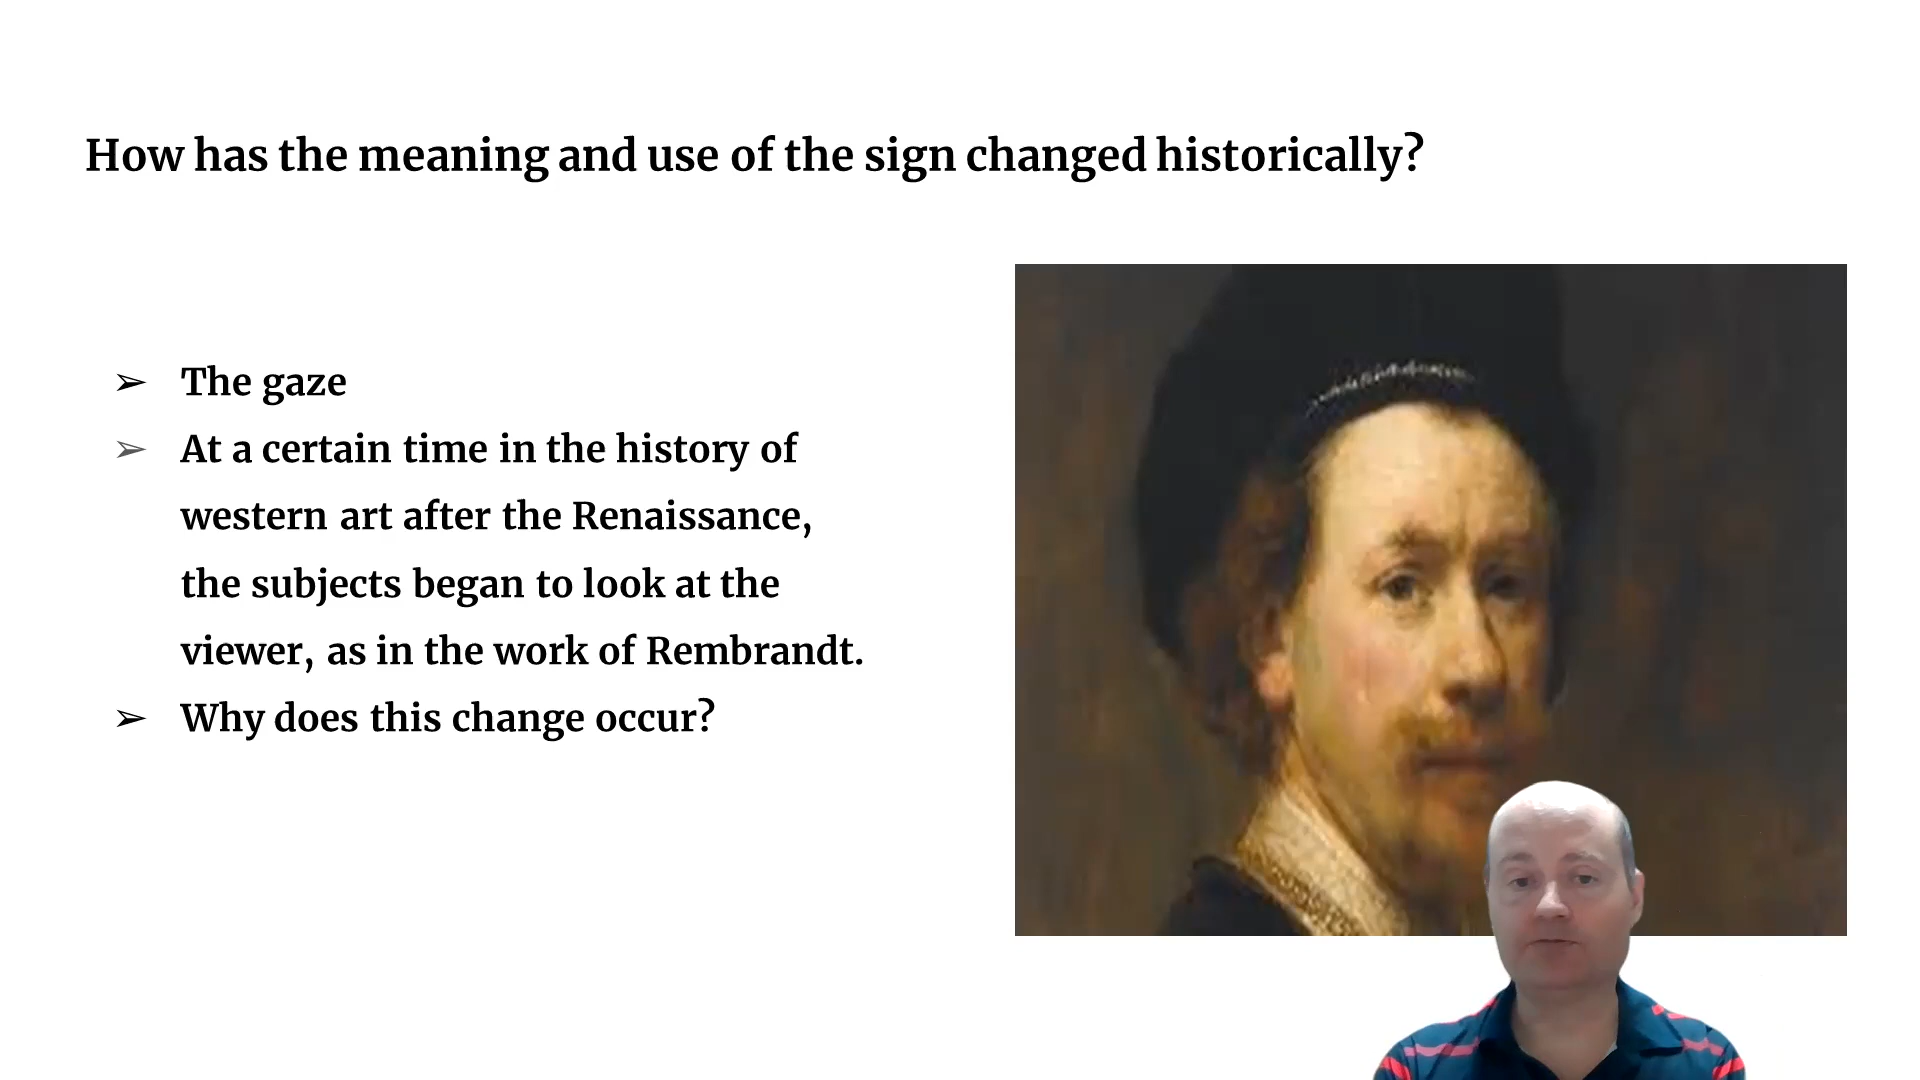 How has the meaning and use of the sign changed historically?
➢ The gaze
➢ At a certain time in the history of
western art after the Renaissance,
the subjects began to look at the
viewer, as in the work of Rembrandt.
➢ Why does this change occur?